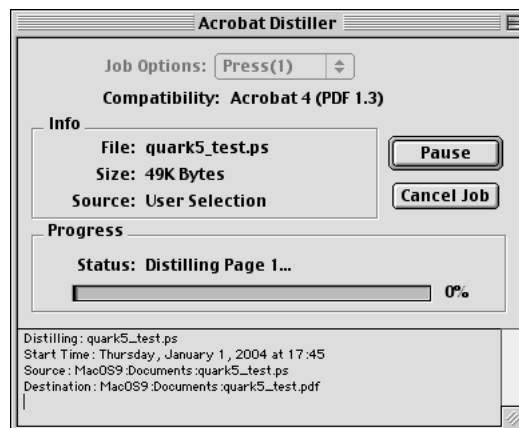 Acrobat Distiller
Job Options: Press(1)
Compatibility: Acrobat 4 (PDF 1.3)
Info
File: quark5_test.ps
Size: 49K Bytes
Source: User Selection
Pause
Cancel Job
Progress
Status: Distilling Page 1...
0%
Distilling: quark5_test.ps
Start Time: Thursday, January 1, 2004 at 17:45
Source: MacOS9:Documents:quark5_test.ps
Destination: MacOS9:Documents:quark5_test.pdf